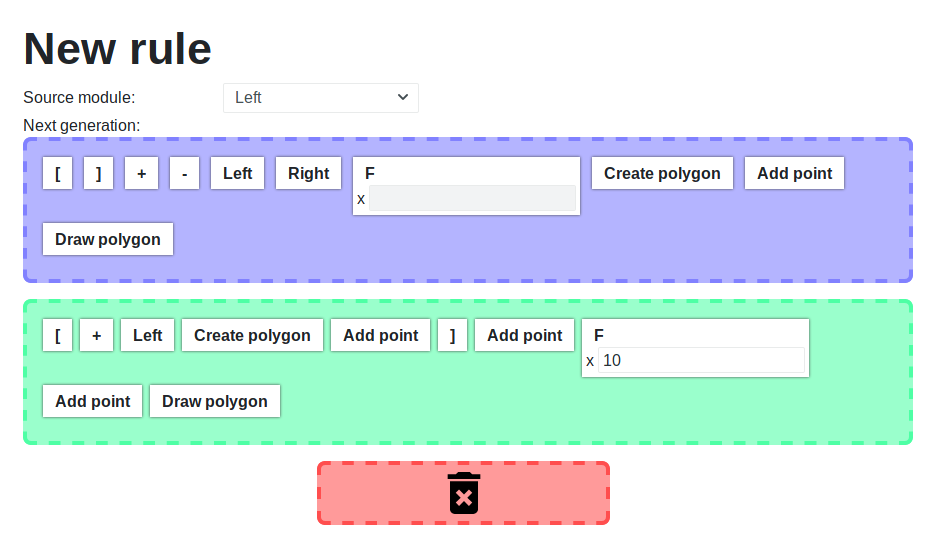 New rule
Source module: Left
Next generation:
[ ] + - Left Right F Create polygon Add point
x
Draw polygon
[ + Left Create polygon Add point ] Add point F
x 10
Add point Draw polygon